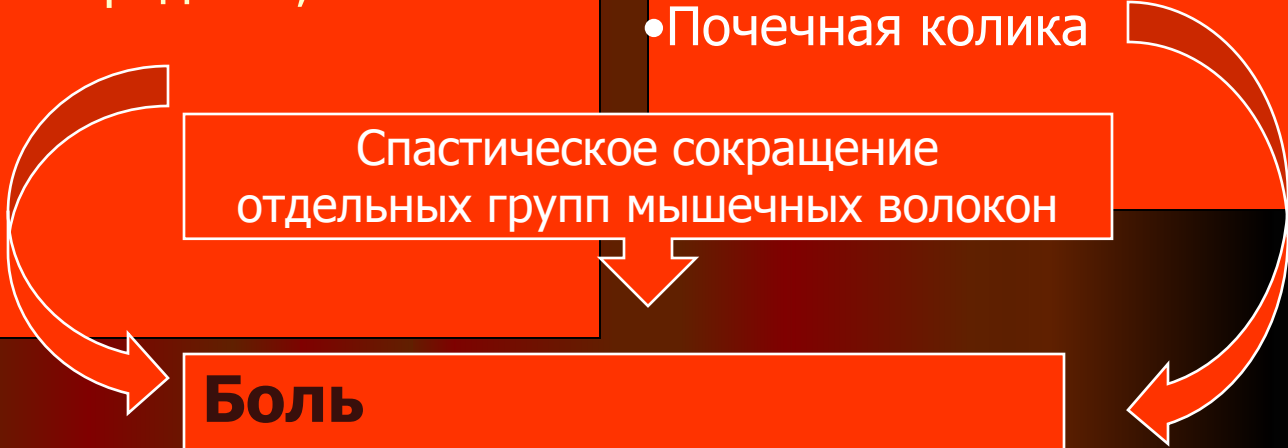 •Почечная колика
Спастическое сокращение
отдельных групп мышечных волокон
Боль